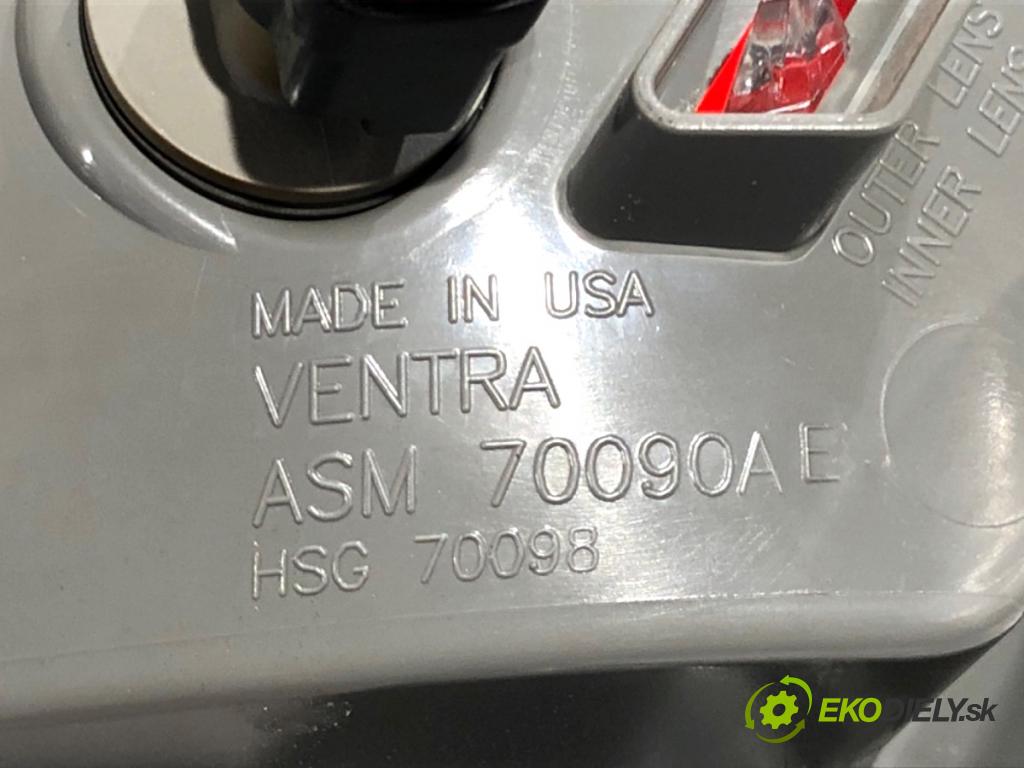 OUTER LENS
INNER LENS
MADE IN USA
VENTRA
ASM 70090AE
HSG 70098
EKODIELY.sk